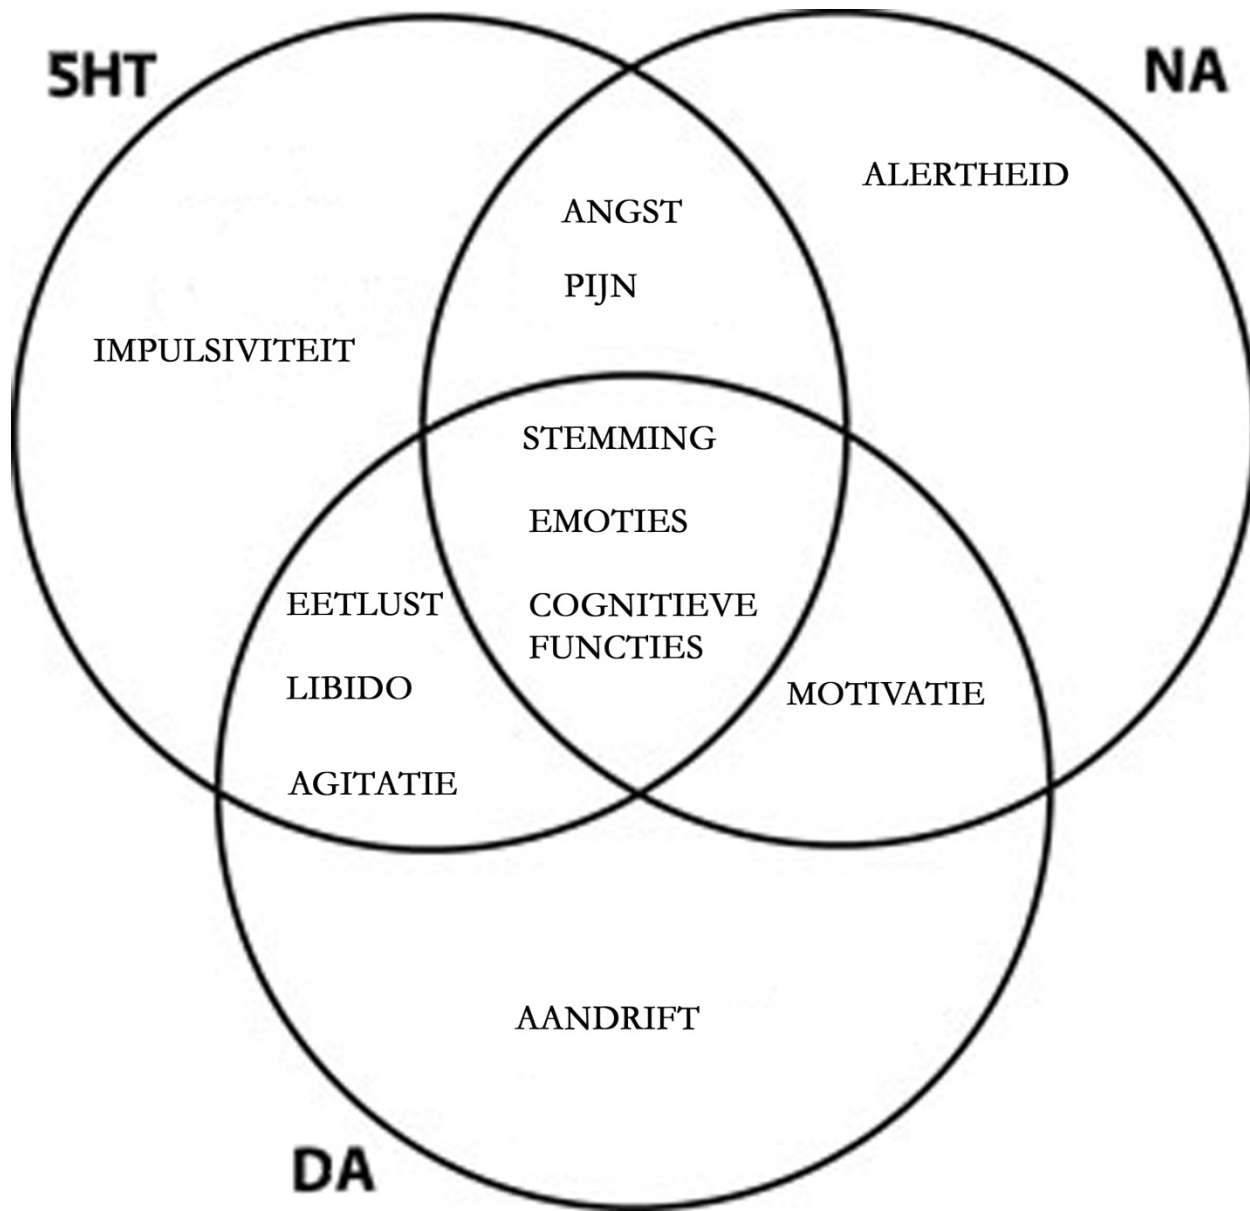 5HT
NA
ALERTHEID
ANGST
PIJN
IMPULSIVITEIT
STEMMING
EMOTIES
EETLUST
COGNITIEVE
FUNCTIES
LIBIDO
MOTIVATIE
AGITATIE
AANDRIFT
DA